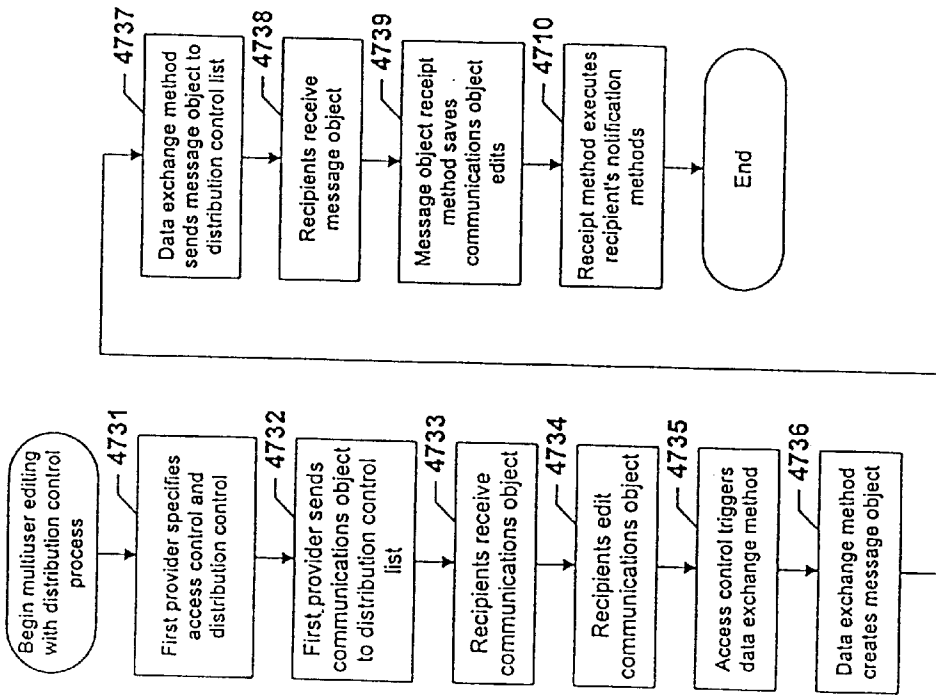 Begin multiuser editing
with distribution control
process
4731
First provider specifies
access control and
distribution control
4732
First provider sends
communications object
to distribution control
list
4733
Recipients receive
communications object
4734
Recipients edit
communications object
4735
Access control triggers
data exchange method
4736
Data exchange method
creates message object
4737
Data exchange method
sends message object to
distribution control list
4738
Recipients receive
message object
4739
Message object receipt
method saves
communications object
edits
4710
Receipt method executes
recipient's notification
methods
End